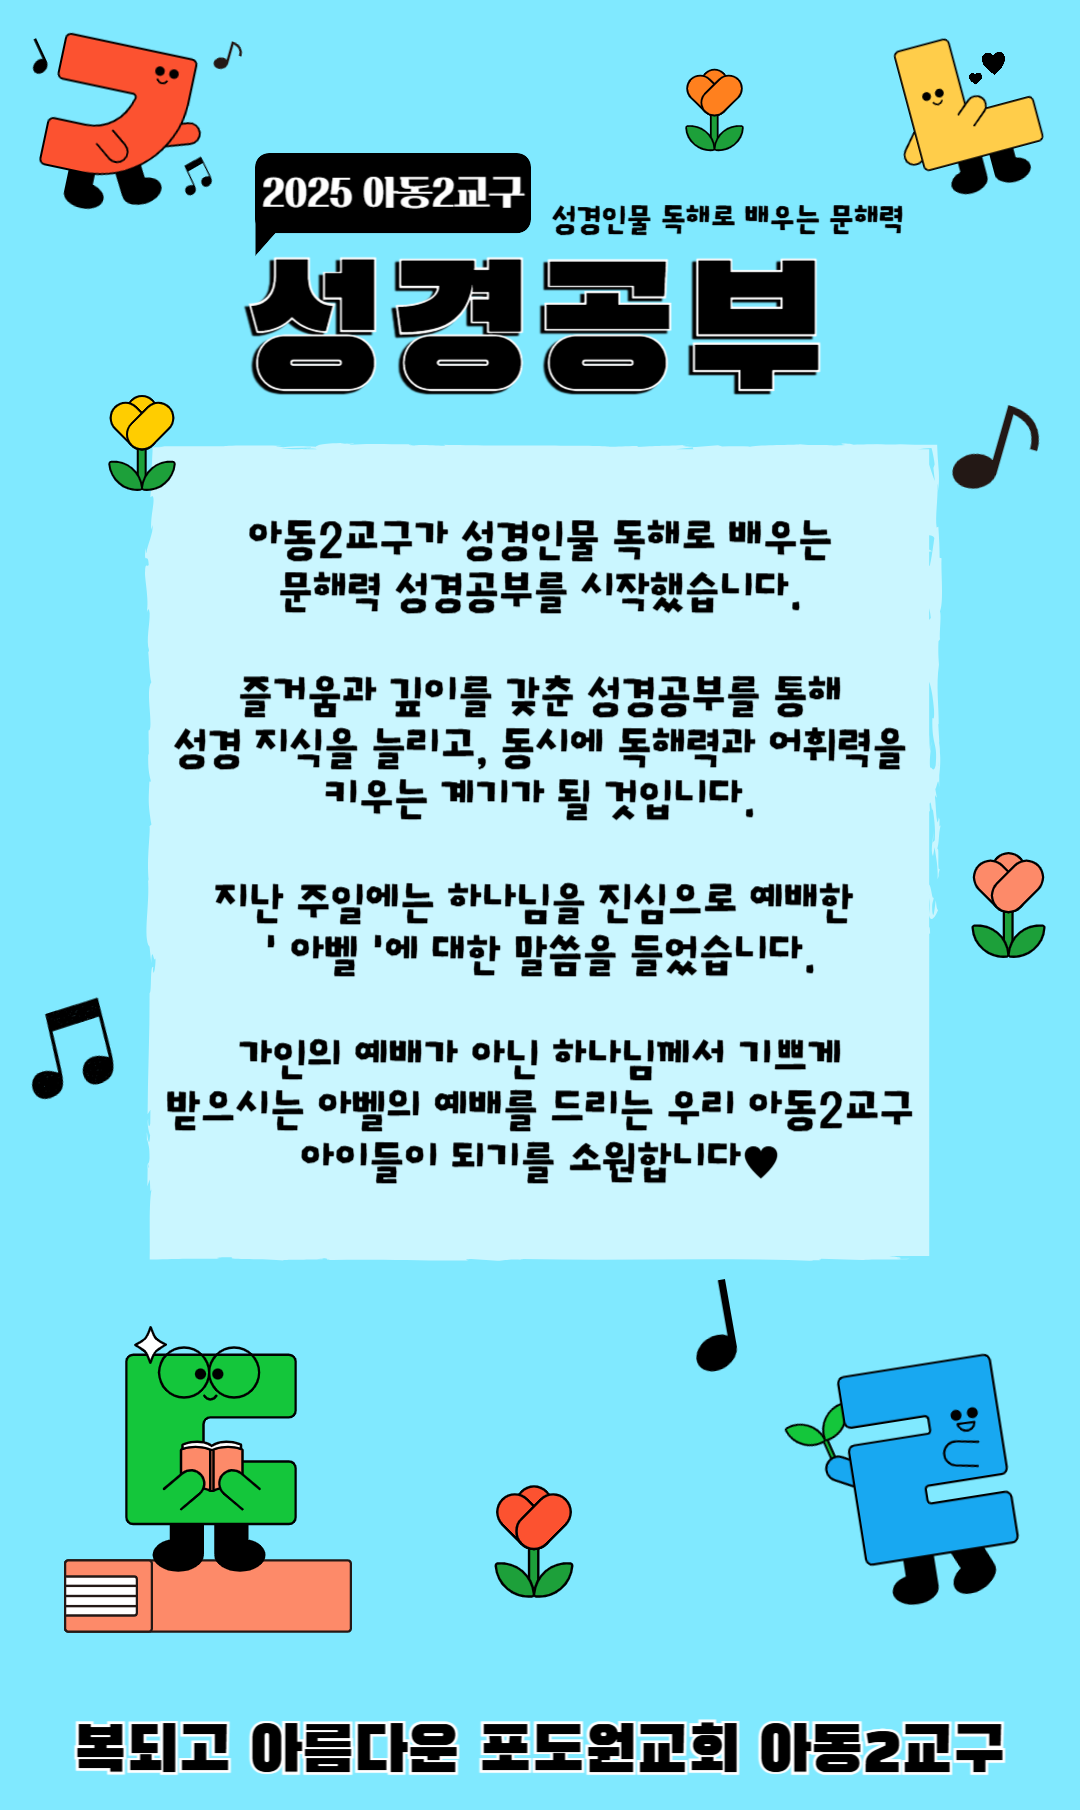 2025 아동2교구
성경인물 독해로 배우는 문해력
성경공부
아동2교구가 성경인물 독해로 배우는
문해력 성경공부를 시작했습니다.
즐거움과 깊이를 갖춘 성경공부를 통해
성경 지식을 늘리고, 동시에 독해력과 어휘력을
키우는 계기가 될 것입니다.
지난 주일에는 하나님을 진심으로 예배한
' 아벨 '에 대한 말씀을 들었습니다.
가인의 예배가 아닌 하나님께서 기쁘게
받으시는 아벨의 예배를 드리는 우리 아동2교구
아이들이 되기를 소원합니다♥
복되고 아름다운 포도원교회 아동2교구